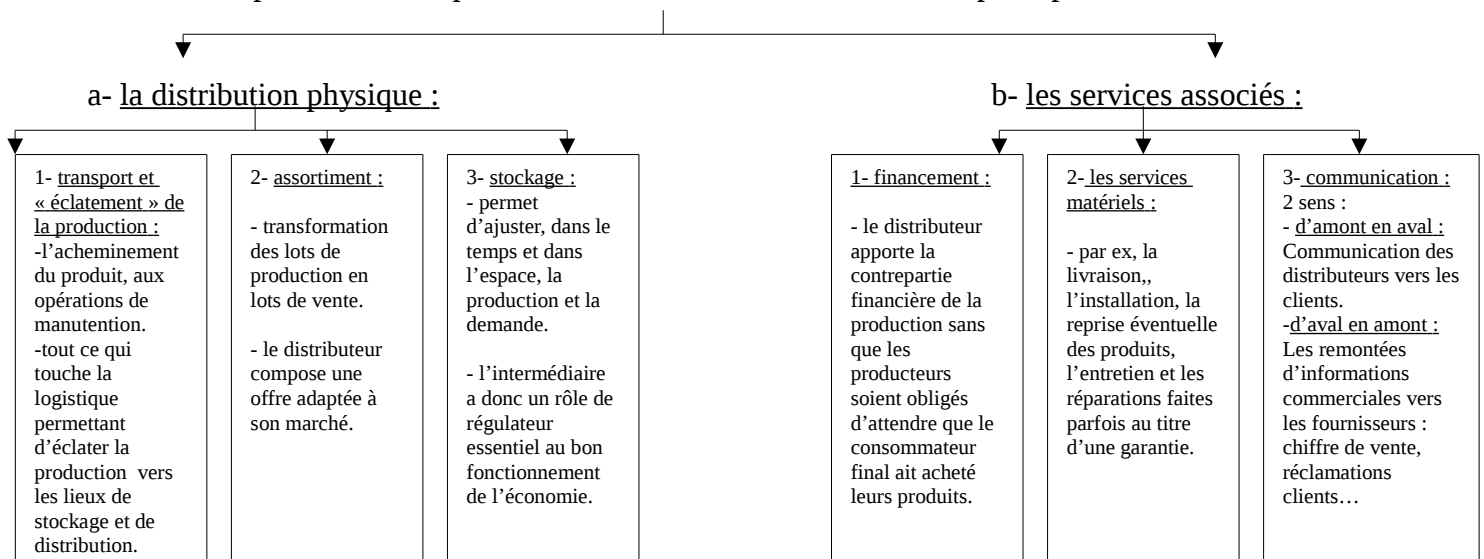 a- la distribution physique :
b- les services associés :
1- transport et
« éclatement » de
la production :
-l’acheminement
du produit, aux
opérations de
manutention.
-tout ce qui
touche la
logistique
permettant
d’éclater la
production vers
les lieux de
stockage et de
distribution.
2- assortiment :
- transformation
des lots de
production en
lots de vente.
- le distributeur
compose une
offre adaptée à
son marché.
3- stockage :
- permet
d’ajuster, dans le
temps et dans
l’espace, la
production et la
demande.
- l’intermédiaire
a donc un rôle de
régulateur
essentiel au bon
fonctionnement
de l’économie.
1- financement :
- le distributeur
apporte la
contrepartie
financière de la
production sans
que les
producteurs
soient obligés
d’attendre que le
consommateur
final ait acheté
leurs produits.
2- les services
matériels :
- par ex, la
livraison,,
l’installation, la
reprise éventuelle
des produits,
l’entretien et les
réparations faites
parfois au titre
d’une garantie.
3- communication :
2 sens :
- d’amont en aval :
Communication des
distributeurs vers les
clients.
-d’aval en amont :
Les remontées
d’informations
commerciales vers
les fournisseurs :
chiffre de vente,
réclamations
clients…